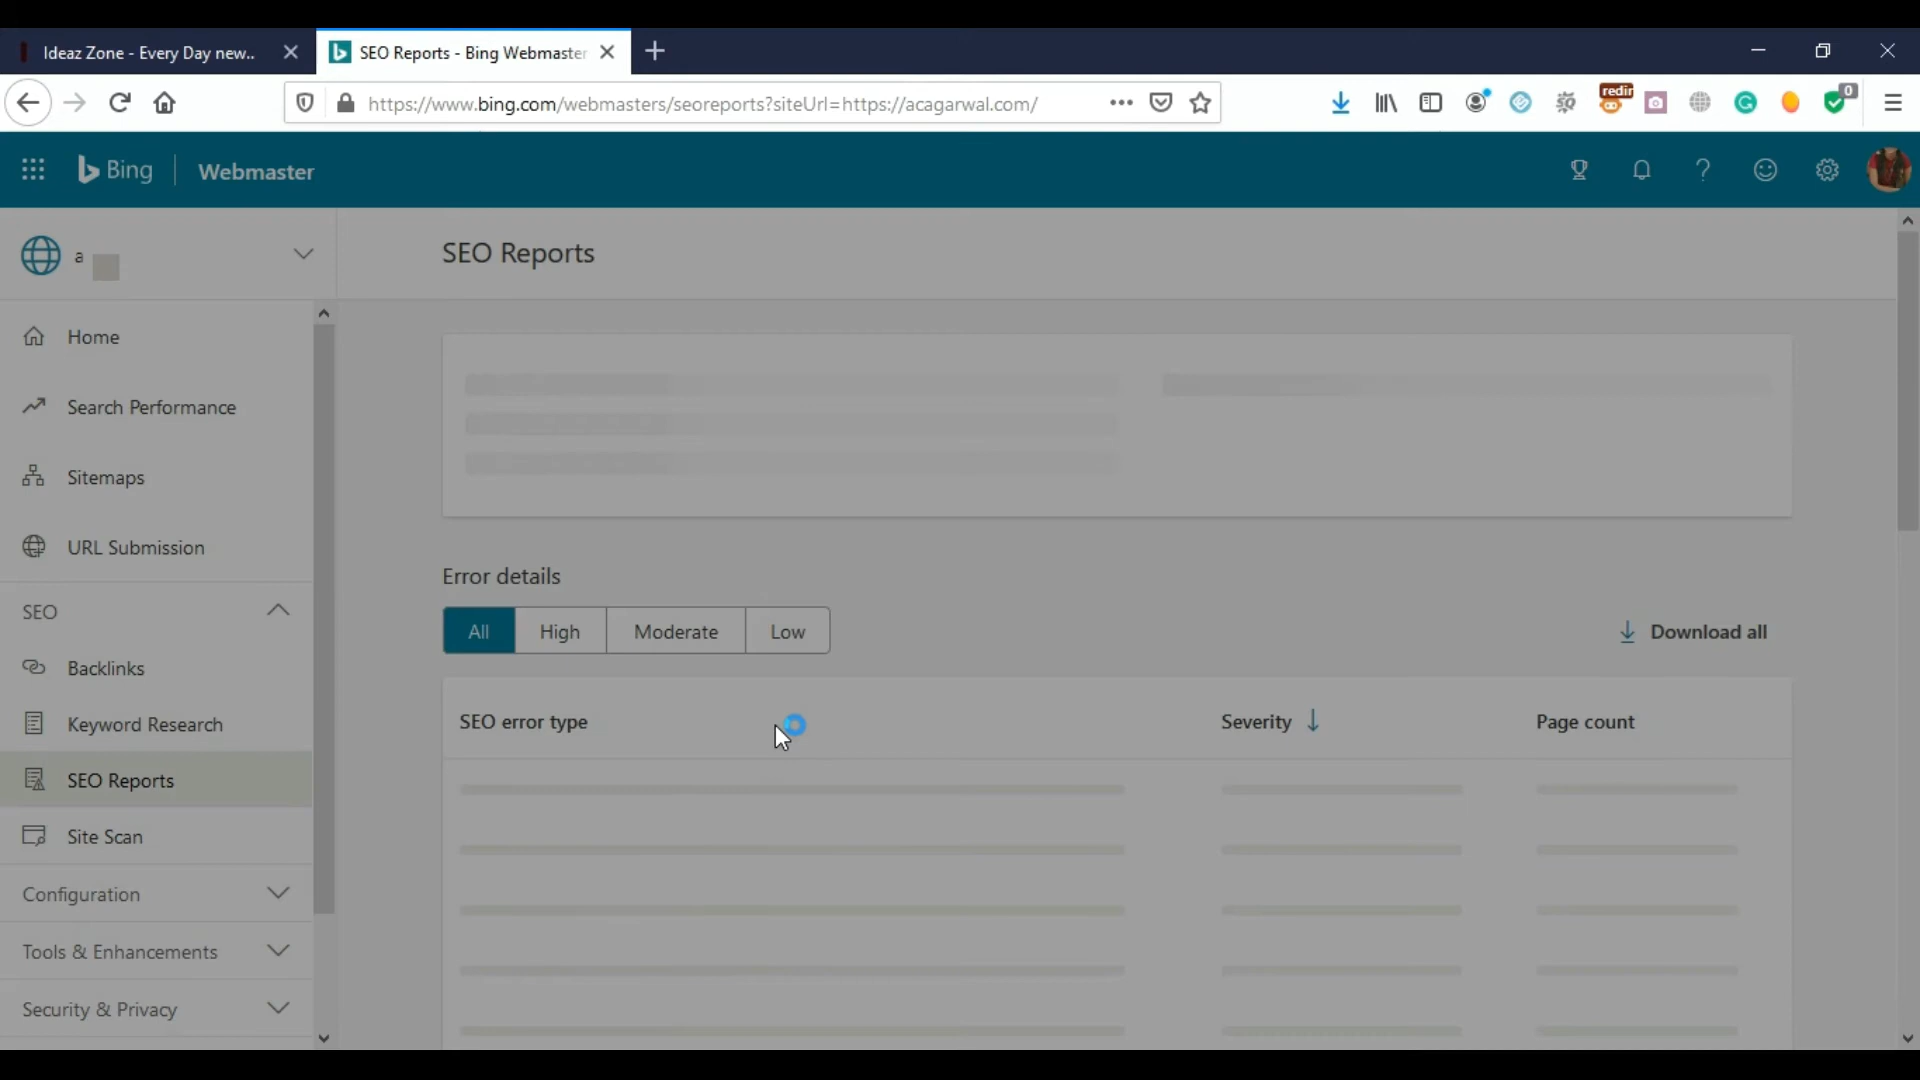 Ideaz Zone - Every Day new..
SEO Reports - Bing Webmaster
https://www.bing.com/webmasters/seoreports?siteUrl=https://acagarwal.com/
redir
0
Bing
Webmaster
a
SEO Reports
Home
Search Performance
Sitemaps
URL Submission
SEO
Backlinks
Keyword Research
SEO Reports
Site Scan
Configuration
Tools & Enhancements
Security & Privacy
Error details
All
High
Moderate
Low
Download all
SEO error type
Severity
Page count